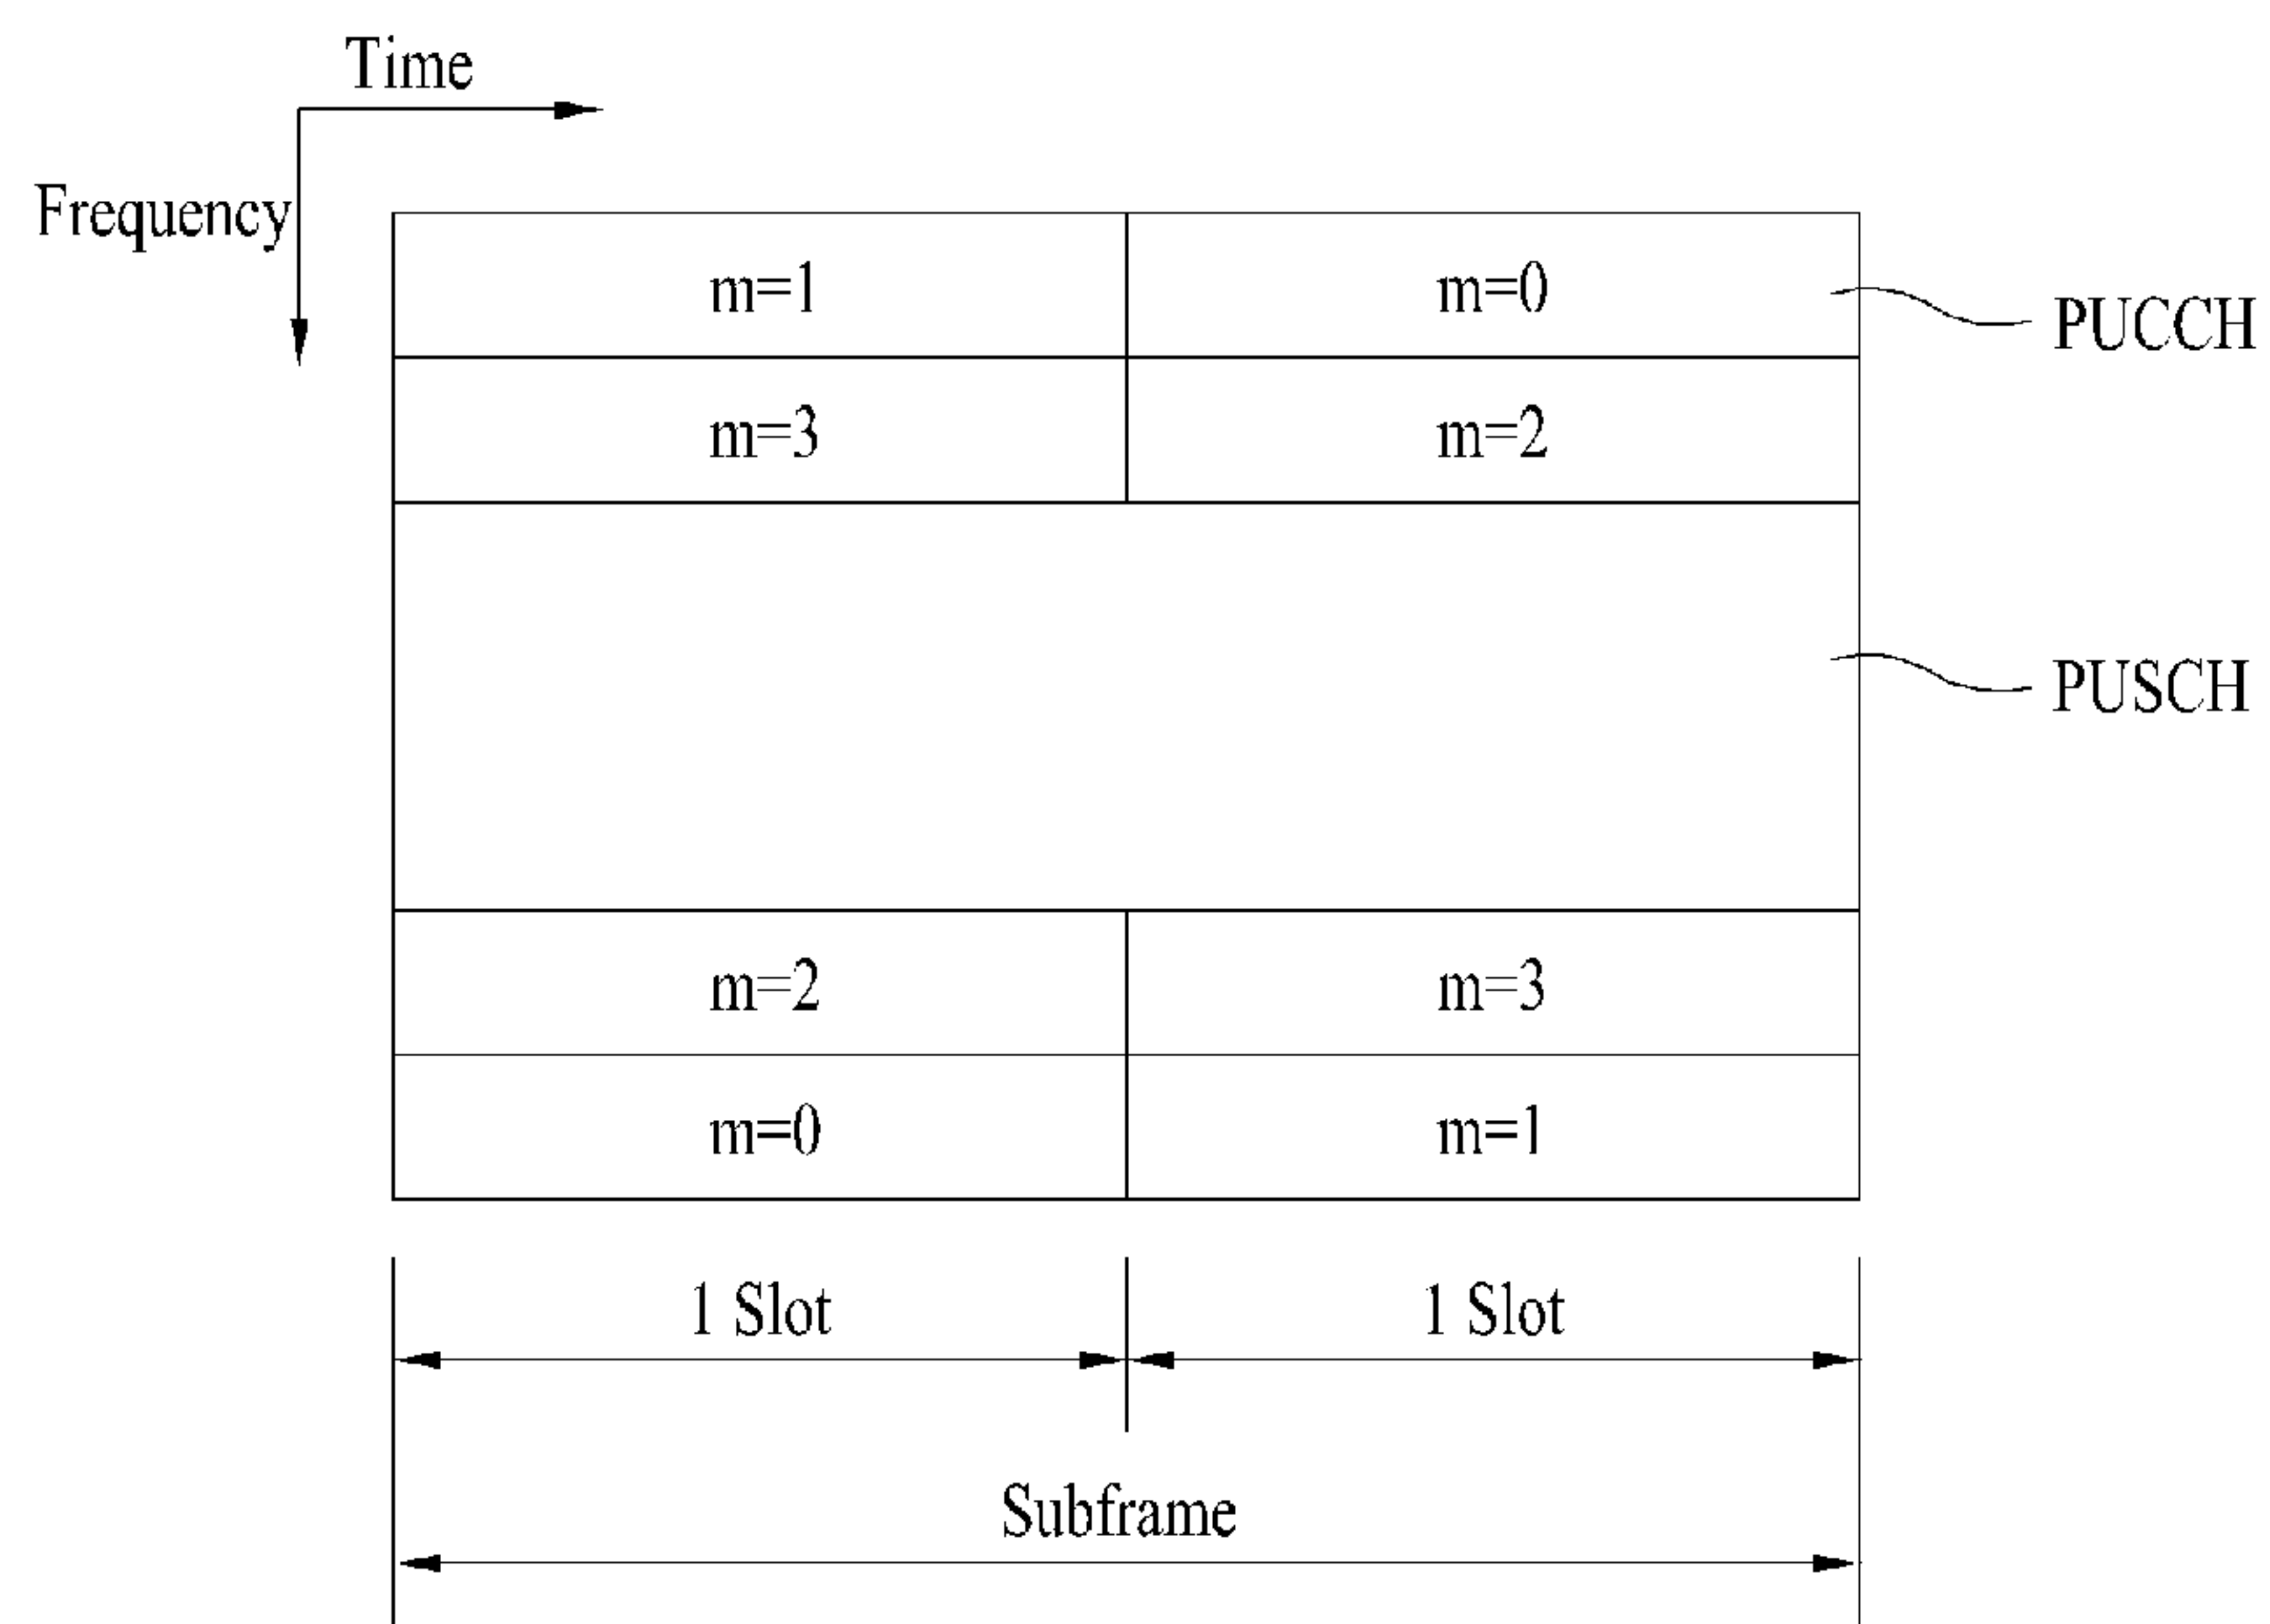 Time
Frequency
m=1 m=0
PUCCH
m=3 m=2
PUSCH
m=2 m=3
m=0 m=1
1 Slot 1 Slot
Subframe